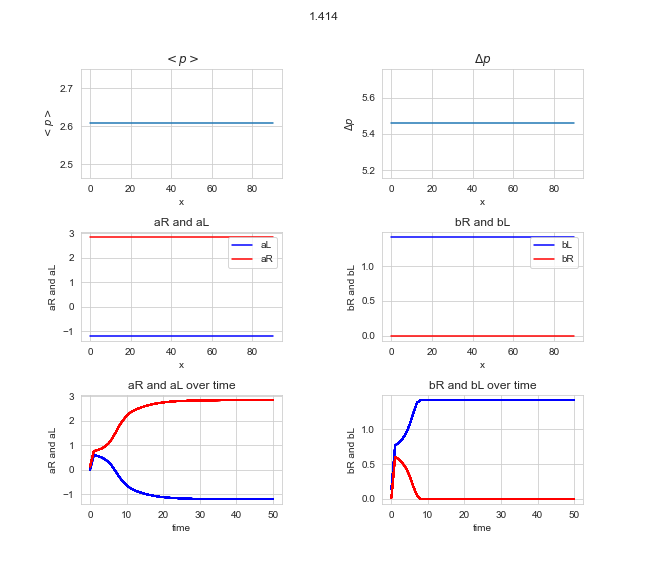 1.414
< p >
Δp
< p >
2.7
2.6
2.5
0 20 40 60 80
x
Δp
5.6
5.4
5.2
0 20 40 60 80
x
aR and aL
bR and bL
aR and aL
3
2
1
0
−1
aL
aR
0 20 40 60 80
x
bR and bL
1.0
0.5
0.0
bL
bR
0 20 40 60 80
x
aR and aL over time
bR and bL over time
aR and aL
3
2
1
0
−1
0 10 20 30 40 50
time
bR and bL
1.0
0.5
0.0
0 10 20 30 40 50
time